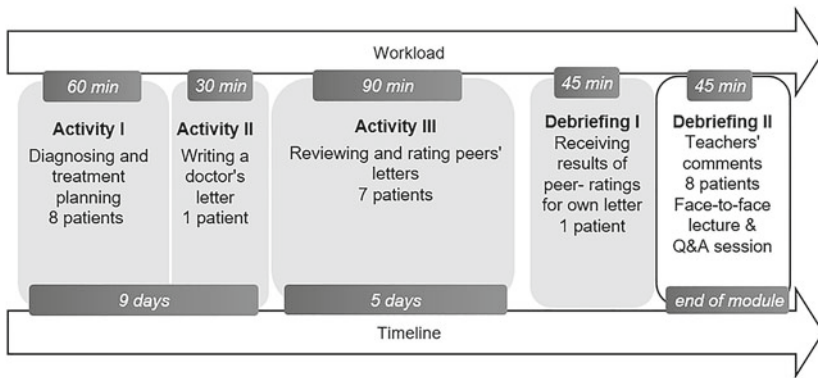 Workload
60 min
30 min
90 min
45 min
45 min
Activity I
Diagnosing and
treatment
planning
8 patients
Activity II
Writing a
doctor's
letter
1 patient
Activity III
Reviewing and rating peers'
letters
7 patients
Debriefing I
Receiving
results of
peer- ratings
for own letter
1 patient
Debriefing II
Teachers'
comments
8 patients
Face-to-face
lecture &
Q&A session
9 days
5 days
end of module
Timeline